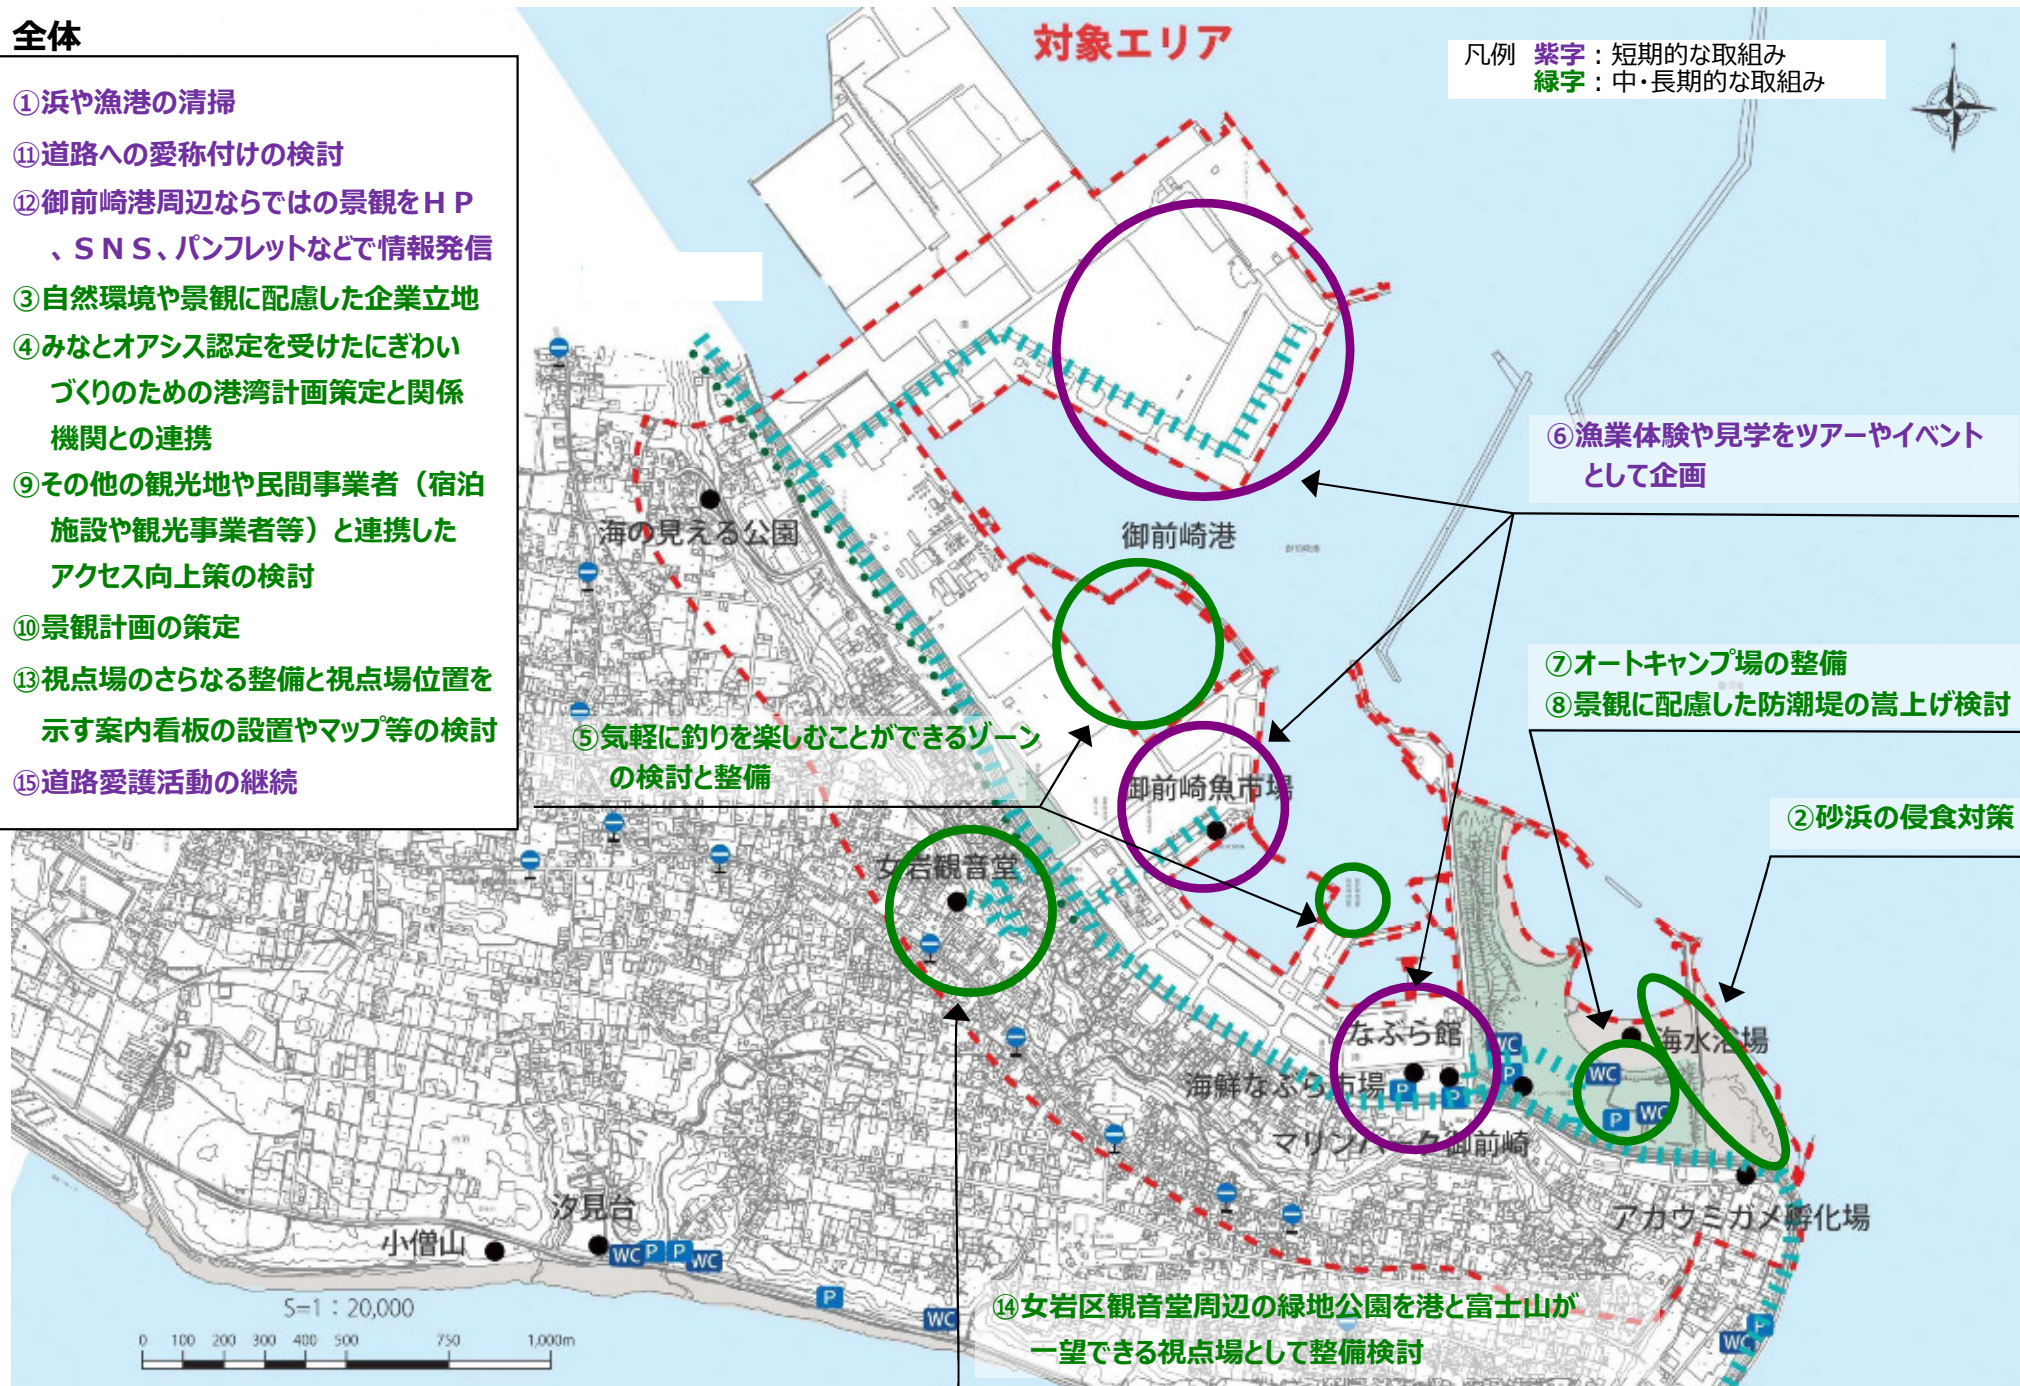 全体
①浜や漁港の清掃
⑪道路への愛称付けの検討
⑫御前崎港周辺ならではの景観をＨＰ
、ＳＮＳ、パンフレットなどで情報発信
③自然環境や景観に配慮した企業立地
④みなとオアシス認定を受けたにぎわい
づくりのための港湾計画策定と関係
機関との連携
⑨その他の観光地や民間事業者（宿泊
施設や観光事業者等）と連携した
アクセス向上策の検討
⑩景観計画の策定
⑬視点場のさらなる整備と視点場位置を
示す案内看板の設置やマップ等の検討
⑮道路愛護活動の継続
対象エリア
凡例 紫字：短期的な取組み
緑字：中・長期的な取組み
⑥漁業体験や見学をツアーやイベント
として企画
海の見える公園
御前崎港
⑦オートキャンプ場の整備
⑧景観に配慮した防潮堤の嵩上げ検討
⑤気軽に釣りを楽しむことができるゾーン
の検討と整備
御前崎魚市場
②砂浜の侵食対策
女岩観音堂
なぶら館
WC
海水浴場
海鮮なぶら市場
P
P
P
WC
P
WC
マリンパーク御前崎
アカウミガメ孵化場
汐見台
小僧山
WC
P
P
WC
P
WC
P
WC
⑭女岩区観音堂周辺の緑地公園を港と富士山が
一望できる視点場として整備検討
S=1：20,000
0 100 200 300 400 500 750 1,000m